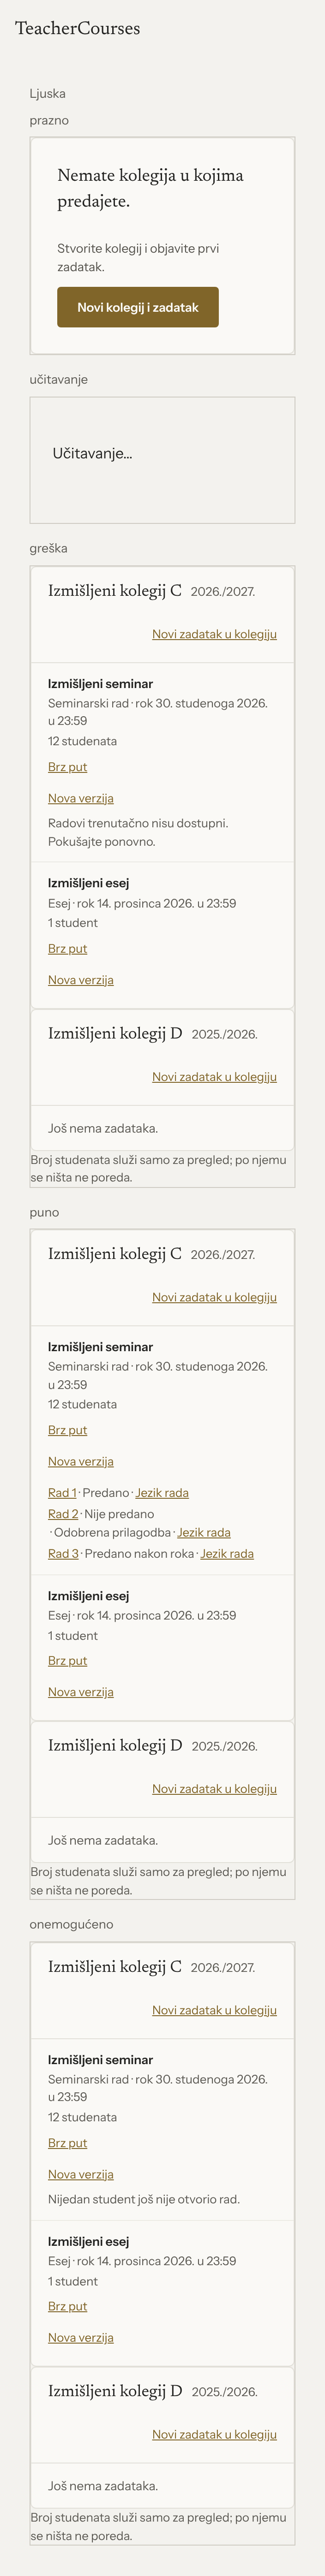 TeacherCourses
Ljuska
prazno
Nemate kolegija u kojima
predajete.
Stvorite kolegij i objavite prvi
zadatak.
Novi kolegij i zadatak
učitavanje
Učitavanje…
greška
Izmišljeni kolegij C 2026./2027.
Novi zadatak u kolegiju
Izmišljeni seminar
Seminarski rad · rok 30. studenoga 2026.
u 23:59
12 studenata
Brz put
Nova verzija
Radovi trenutačno nisu dostupni.
Pokušajte ponovno.
Izmišljeni esej
Esej · rok 14. prosinca 2026. u 23:59
1 student
Brz put
Nova verzija
Izmišljeni kolegij D 2025./2026.
Novi zadatak u kolegiju
Još nema zadataka.
Broj studenata služi samo za pregled; po njemu
se ništa ne poreda.
puno
Izmišljeni kolegij C 2026./2027.
Novi zadatak u kolegiju
Izmišljeni seminar
Seminarski rad · rok 30. studenoga 2026.
u 23:59
12 studenata
Brz put
Nova verzija
Rad 1 · Predano · Jezik rada
Rad 2 · Nije predano
· Odobrena prilagodba · Jezik rada
Rad 3 · Predano nakon roka · Jezik rada
Izmišljeni esej
Esej · rok 14. prosinca 2026. u 23:59
1 student
Brz put
Nova verzija
Izmišljeni kolegij D 2025./2026.
Novi zadatak u kolegiju
Još nema zadataka.
Broj studenata služi samo za pregled; po njemu
se ništa ne poreda.
onemogućeno
Izmišljeni kolegij C 2026./2027.
Novi zadatak u kolegiju
Izmišljeni seminar
Seminarski rad · rok 30. studenoga 2026.
u 23:59
12 studenata
Brz put
Nova verzija
Nijedan student još nije otvorio rad.
Izmišljeni esej
Esej · rok 14. prosinca 2026. u 23:59
1 student
Brz put
Nova verzija
Izmišljeni kolegij D 2025./2026.
Novi zadatak u kolegiju
Još nema zadataka.
Broj studenata služi samo za pregled; po njemu
se ništa ne poreda.